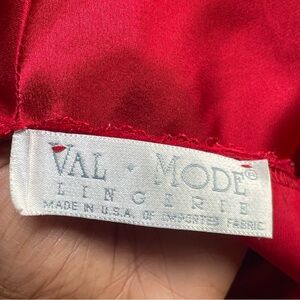 VAL · MODE®
LINGERIE
MADE IN U.S.A. OF IMPORTED FABRIC